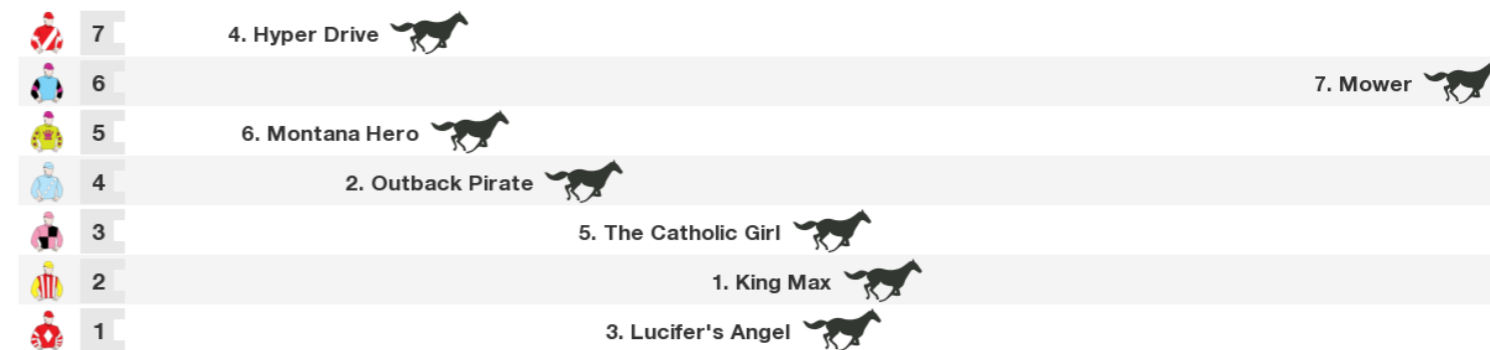 7 4. Hyper Drive
6 7. Mower
5 6. Montana Hero
4 2. Outback Pirate
3 5. The Catholic Girl
2 1. King Max
1 3. Lucifer's Angel